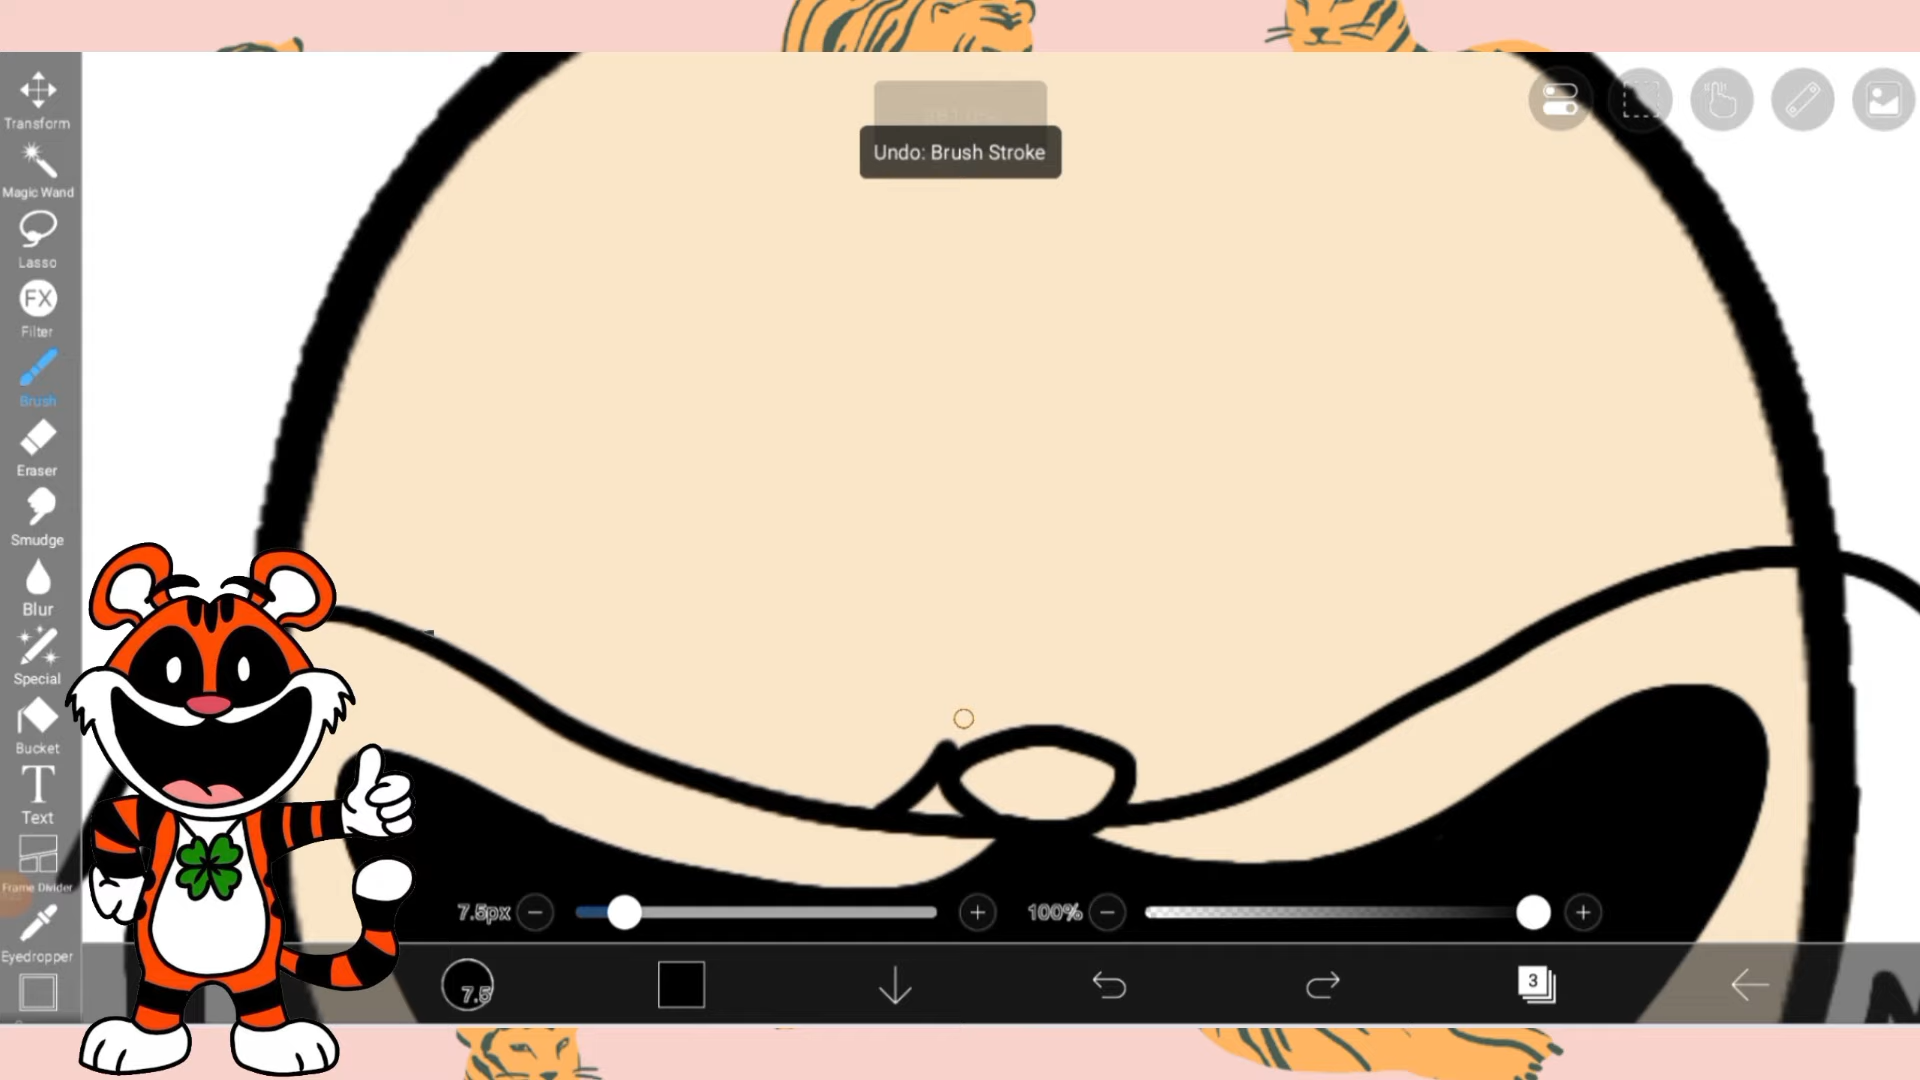 Undo: Brush Stroke
Transform
Magic Wand
Lasso
FX
Filter
Brush
Eraser
Smudge
Blur
Special
Bucket
T
Text
Frame Divider
Eyedropper
7.5px
100%
7.5
3